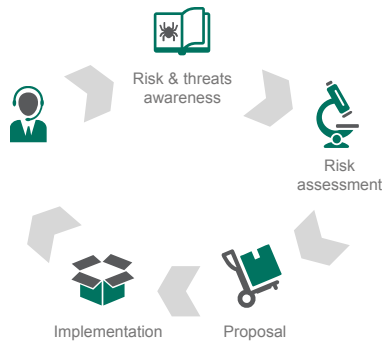 Risk & threats
awareness
Risk
assessment
Implementation
Proposal